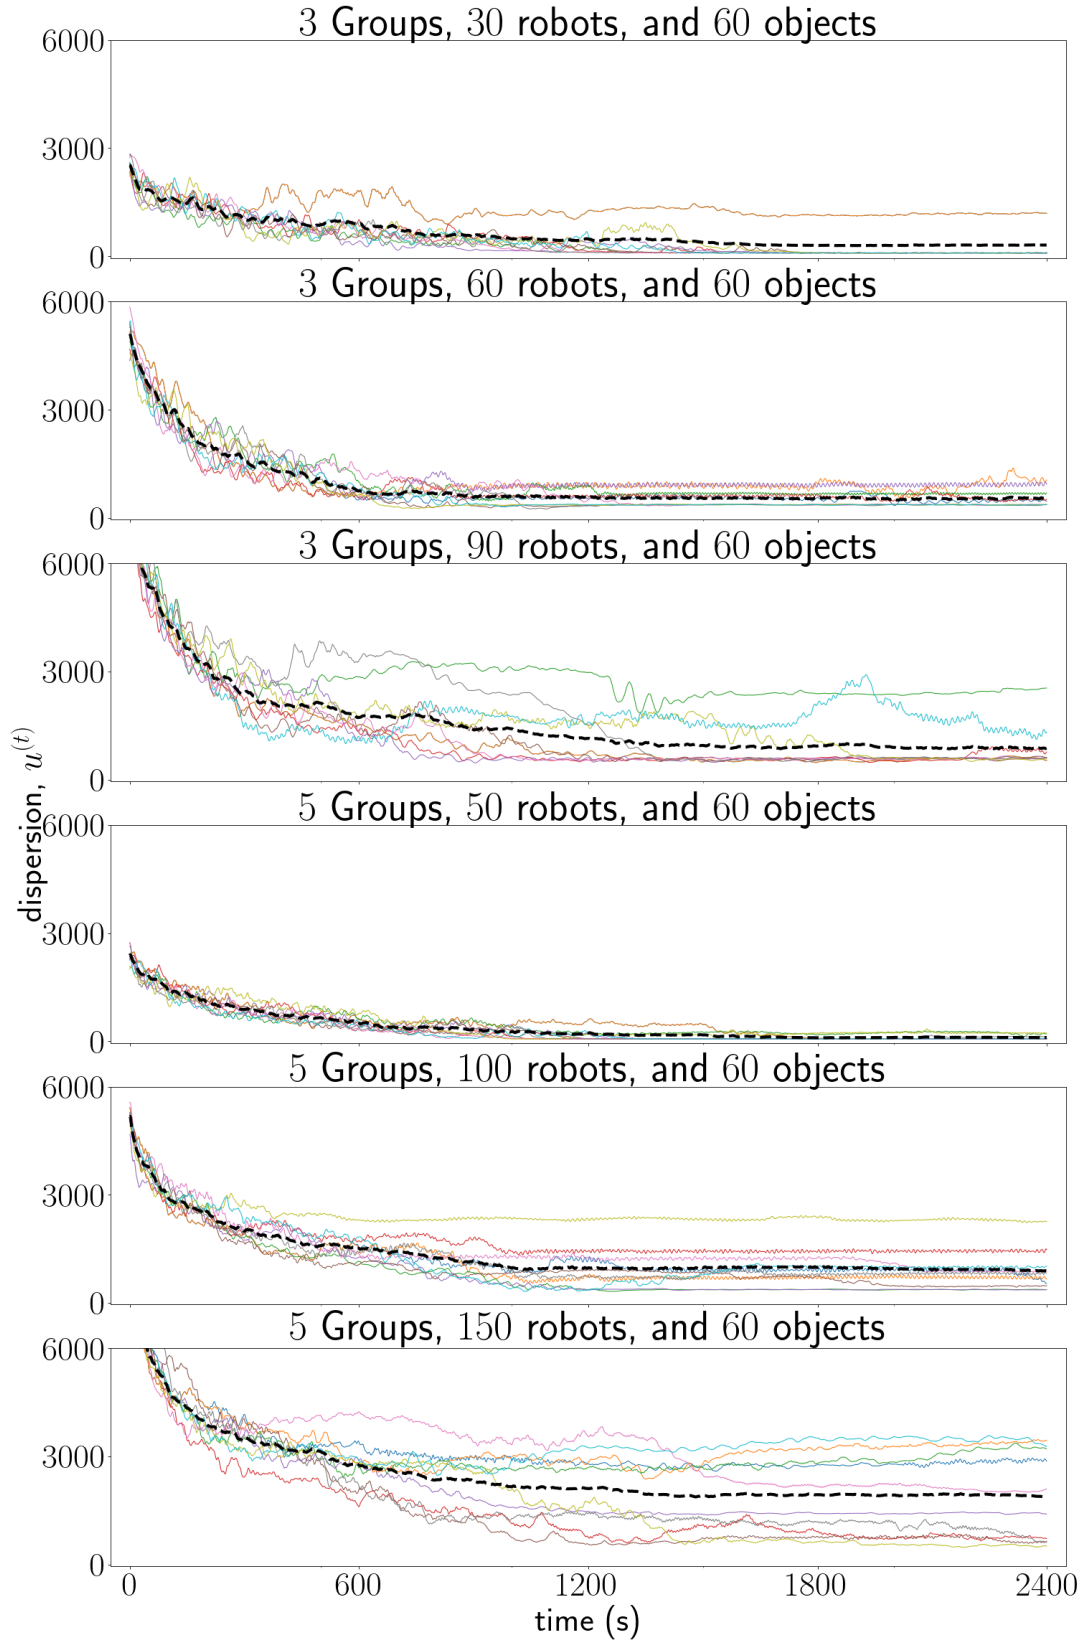 3 Groups, 30 robots, and 60 objects
6000
3000
0
3 Groups, 60 robots, and 60 objects
6000
3000
0
3 Groups, 90 robots, and 60 objects
6000
3000
0
5 Groups, 50 robots, and 60 objects
6000
3000
0
5 Groups, 100 robots, and 60 objects
6000
3000
0
5 Groups, 150 robots, and 60 objects
6000
3000
0
0 600 1200 1800 2400
time (s)
dispersion, u^(t)